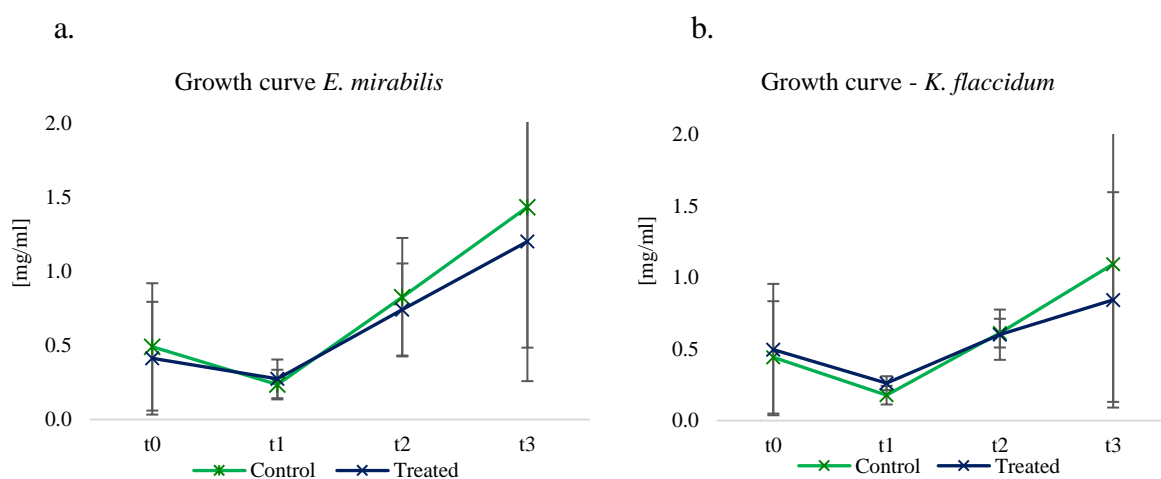 a.
Growth curve E. mirabilis
[mg/ml]
2.0
1.5
1.0
0.5
0.0
t0 t1 t2 t3
Control Treated
b.
Growth curve - K. flaccidum
[mg/ml]
2.0
1.5
1.0
0.5
0.0
t0 t1 t2 t3
Control Treated